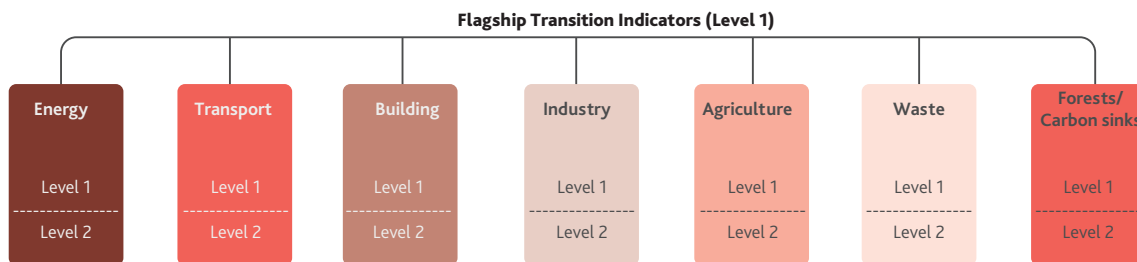 Flagship Transition Indicators (Level 1)
Energy
Level 1
Level 2
Transport
Level 1
Level 2
Building
Level 1
Level 2
Industry
Level 1
Level 2
Agriculture
Level 1
Level 2
Waste
Level 1
Level 2
Forests/
Carbon sinks
Level 1
Level 2